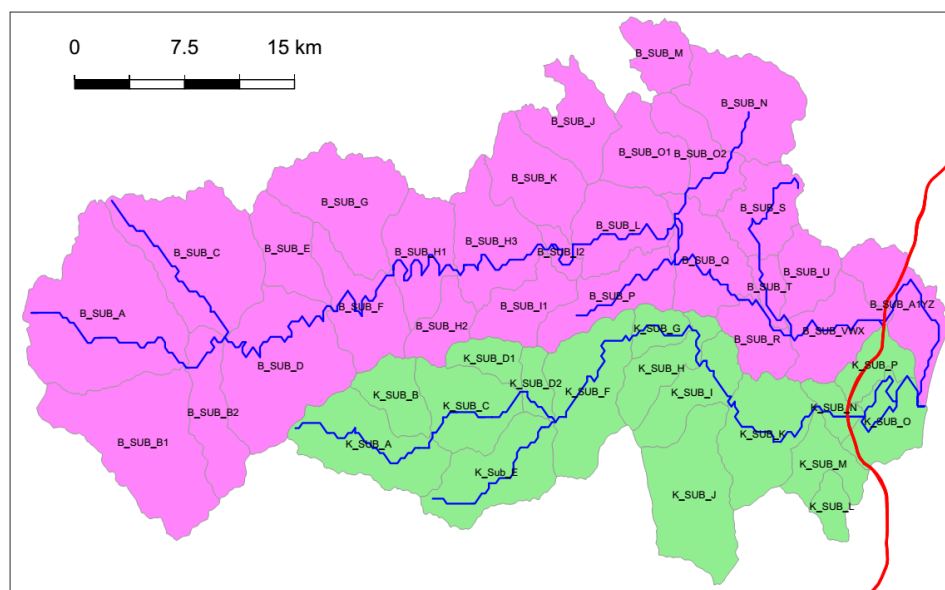 0 7.5 15 km
B_SUB_M
B_SUB_N
B_SUB_J
B_SUB_O1
B_SUB_O2
B_SUB_K
B_SUB_G
B_SUB_S
B_SUB_L
B_SUB_H3
B_SUB_E
B_SUB_C
B_SUB_H1
B_SUB_I2
B_SUB_Q
B_SUB_U
B_SUB_T
B_SUB_P
B_SUB_A1YZ
B_SUB_I1
B_SUB_F
B_SUB_A
B_SUB_H2
K_SUB_G
B_SUB_VWX
B_SUB_R
K_SUB_D1
B_SUB_D
K_SUB_P
K_SUB_H
K_SUB_D2
K_SUB_F
K_SUB_I
K_SUB_B
K_SUB_C
K_SUB_N
B_SUB_B2
K_SUB_O
K_SUB_K
B_SUB_B1
K_SUB_A
K_SUB_M
K_Sub_E
K_SUB_J
K_SUB_L